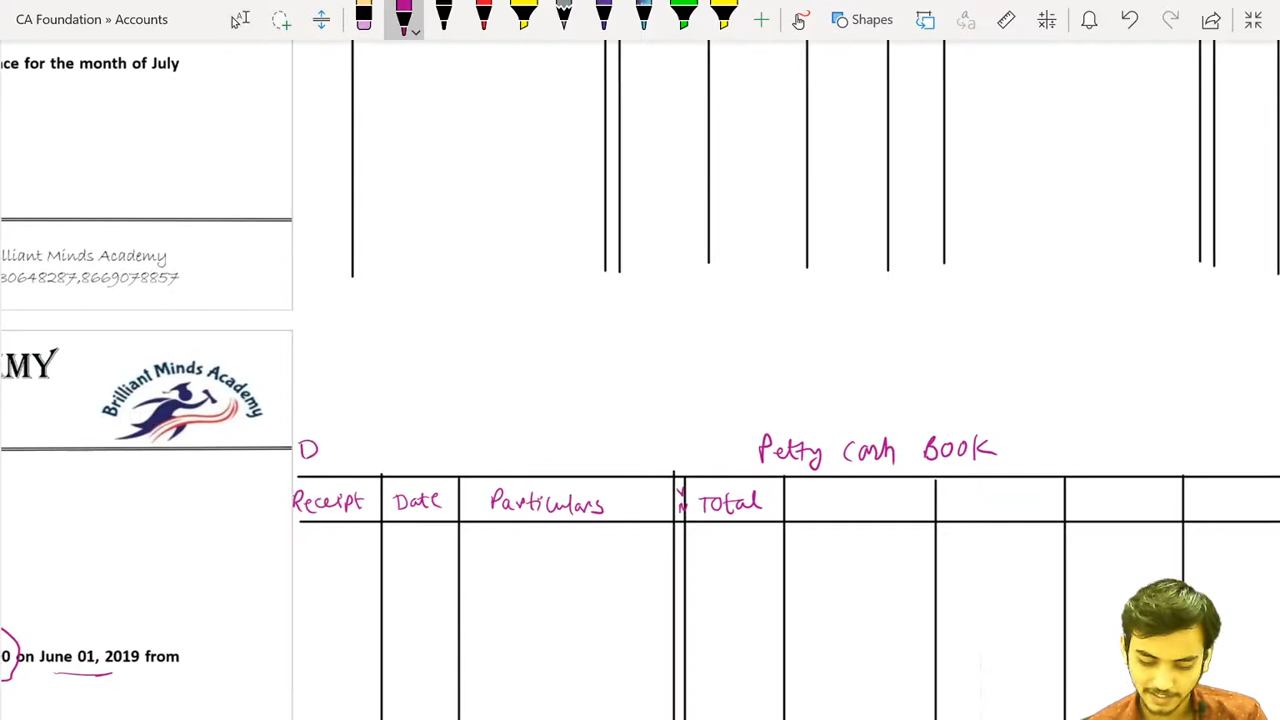 CA Foundation » Accounts
Shapes
ce for the month of July
lliant Minds Academy
30648287,8669078857
MY
Brilliant Minds Academy
D
Petty Cash BOOK
Receipt Date Particulars VN Total
0 on June 01, 2019 from